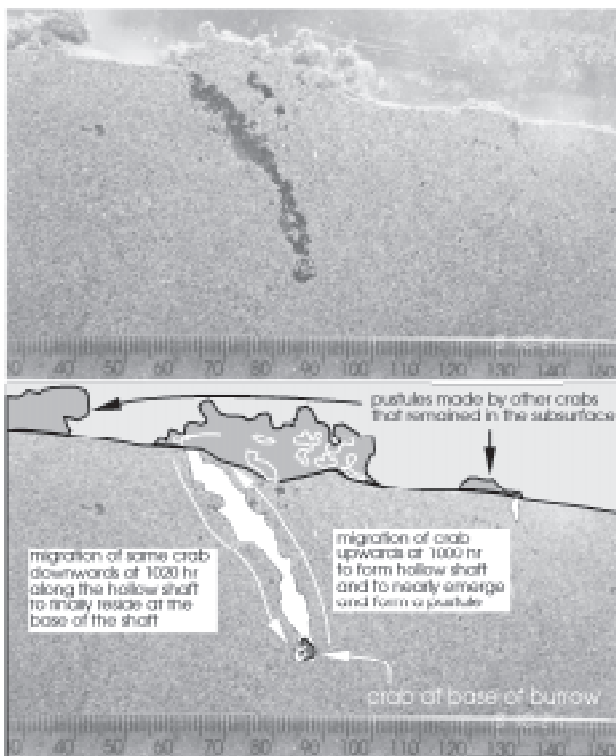 40 50 60 70 80 90 100 110 120 130 140
pustules made by other crabs
that remained in the subsurface
migration of same crab
downwards at 1020 hr
along the hollow shaft
to finally reside at the
base of the shaft
migration of crab
upwards at 1000 hr
to form hollow shaft
and to nearly emerge
and form a pustule
crab at base of burrow
40 50 60 70 80 90 100 110 120 130 140